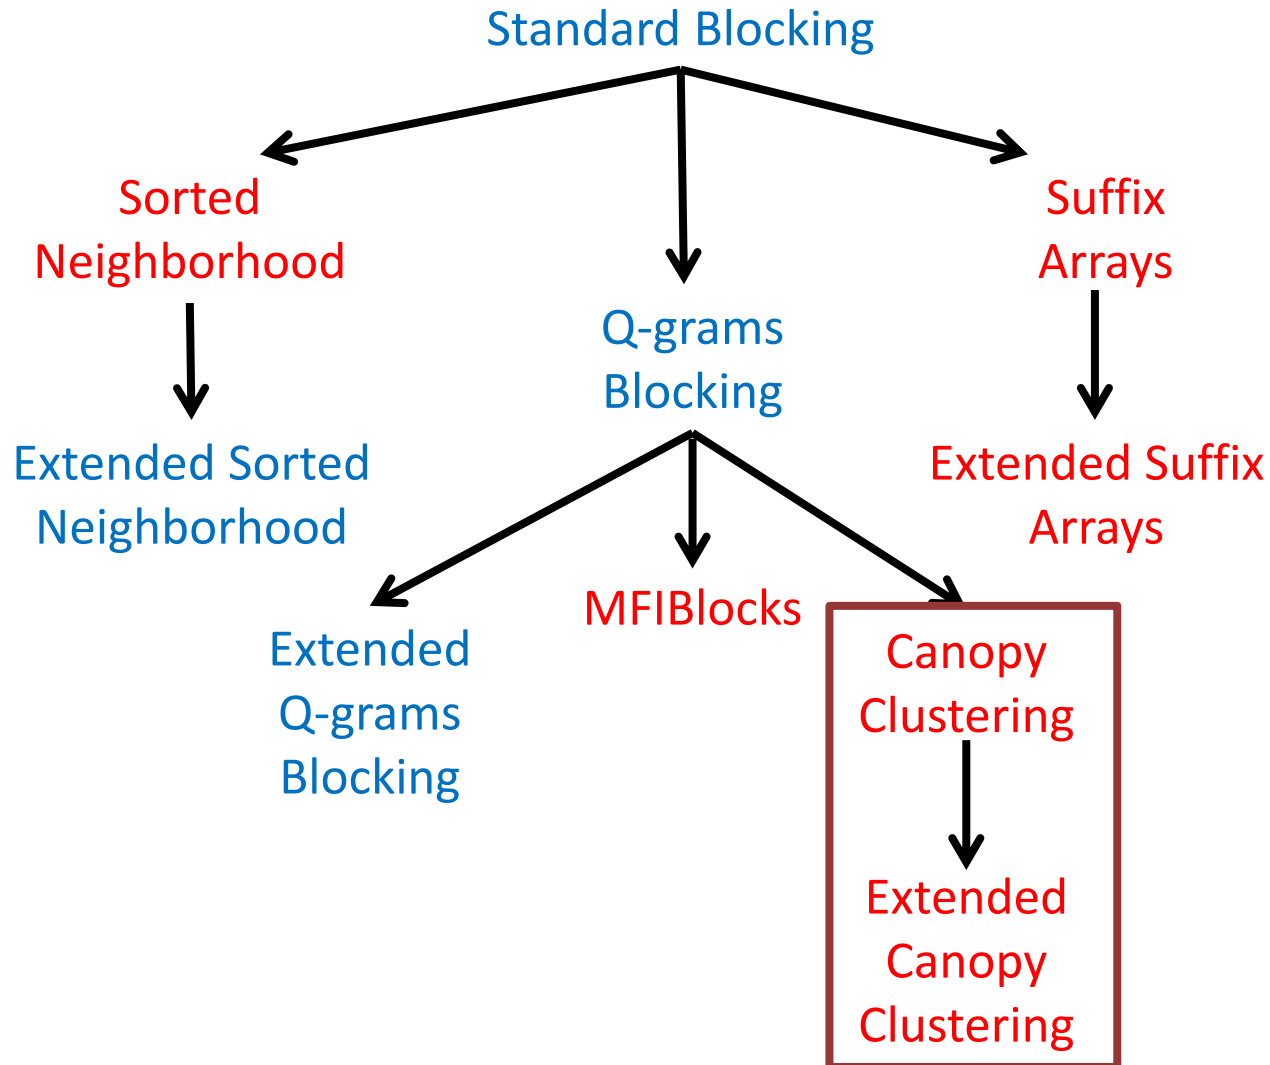 Standard Blocking
Sorted
Neighborhood
Suffix
Arrays
Q-grams
Blocking
Extended Sorted
Neighborhood
Extended Suffix
Arrays
Extended
Q-grams
Blocking
MFIBlocks
Canopy
Clustering
Extended
Canopy
Clustering